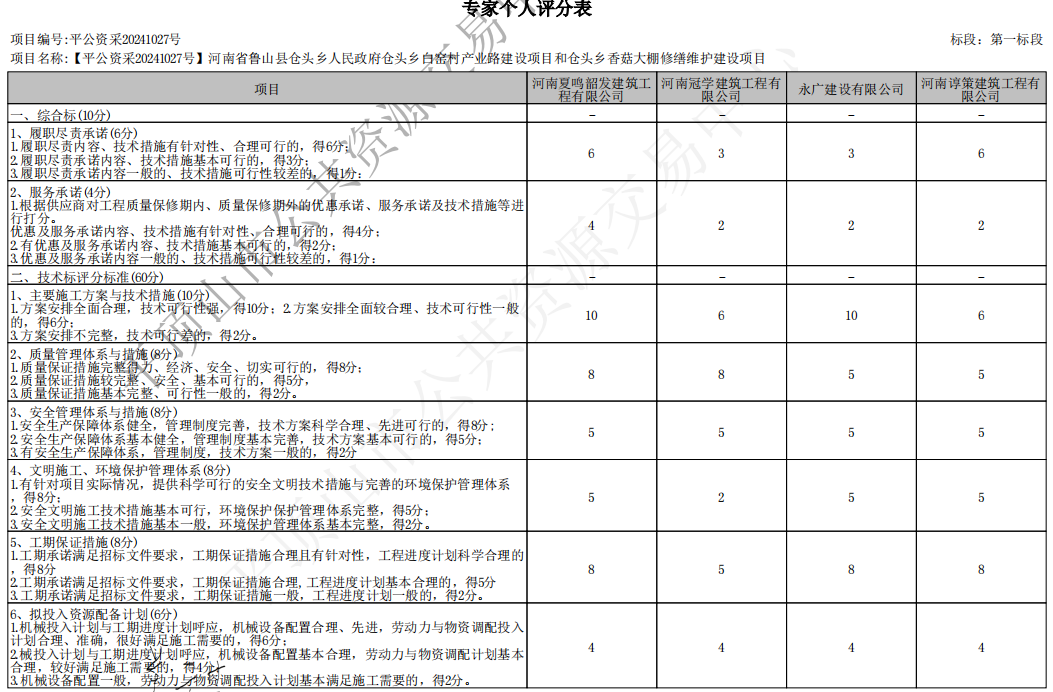 专家个人评分表
项目编号:平公资采20241027号
标段：第一标段
项目名称:【平公资采20241027号】河南省鲁山县仓头乡人民政府仓头乡白窑村产业路建设项目和仓头乡香菇大棚修缮维护建设项目
项目 河南夏鸣韶发建筑工程有限公司 河南冠学建筑工程有限公司 永广建设有限公司 河南谆策建筑工程有限公司
一、综合标(10分) - - - -
1、履职尽责承诺(6分)
1.履职尽责内容、技术措施有针对性、合理可行的，得6分;
2.履职尽责承诺内容、技术措施基本可行的，得3分;
3.履职尽责承诺内容一般的、技术措施可行性较差的，得1分;
6 3 3 6
2、服务承诺(4分)
1.根据供应商对工程质量保修期内、质量保修期外的优惠承诺、服务承诺及技术措施等进
行打分。
优惠及服务承诺内容、技术措施有针对性、合理可行的，得4分;
2.有优惠及服务承诺内容、技术措施基本可行的，得2分;
3.优惠及服务承诺内容一般的、技术措施可行性较差的，得1分;
4 2 2 2
二、技术标评分标准(60分) - - - -
1、主要施工方案与技术措施(10分)
1.方案安排全面合理，技术可行性强，得10分; 2.方案安排全面较合理、技术可行性一般
的，得6分;
3.方案安排不完整，技术可行差的，得2分。
10 6 10 6
2、质量管理体系与措施(8分)
1.质量保证措施完整得力、经济、安全、切实可行的，得8分;
2.质量保证措施较完整、安全、基本可行的，得5分,
3.质量保证措施基本完整、可行性一般的，得2分。
8 8 5 5
3、安全管理体系与措施(8分)
1.安全生产保障体系健全，管理制度完善，技术方案科学合理、先进可行的，得8分;
2.安全生产保障体系基本健全，管理制度基本完善，技术方案基本可行的，得5分;
3.有安全生产保障体系，管理制度，技术方案一般的，得2分
5 5 5 5
4、文明施工、环境保护管理体系(8分)
1.有针对项目实际情况，提供科学可行的安全文明技术措施与完善的环境保护管理体系
，得8分;
2.安全文明施工技术措施基本可行，环境保护保护管理体系完整，得5分;
3.安全文明施工技术措施基本一般，环境保护管理体系基本完整，得2分。
5 2 5 5
5、工期保证措施(8分)
1.工期承诺满足招标文件要求，工期保证措施合理且有针对性，工程进度计划科学合理的
，得8分
2.工期承诺满足招标文件要求，工期保证措施合理,工程进度计划基本合理的，得5分
3.工期承诺满足招标文件要求，工期保证措施一般，工程进度计划一般的，得2分。
8 5 8 8
6、拟投入资源配备计划(6分)
1.机械投入计划与工期进度计划呼应，机械设备配置合理、先进，劳动力与物资调配投入
计划合理、准确，很好满足施工需要的，得6分;
2.械投入计划与工期进度计划呼应，机械设备配置基本合理，劳动力与物资调配计划基本
合理，较好满足施工需要的，得4分;
3.机械设备配置一般，劳动力与物资调配投入计划基本满足施工需要的，得2分。
4 4 4 4
平顶山市公共资源交易中
平顶山市公共资源交易中心